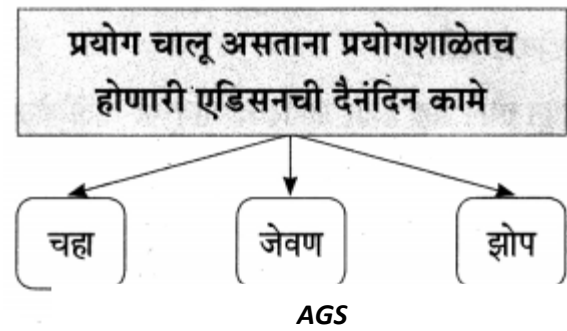 प्रयोग चालू असताना प्रयोगशाळेतच
होणारी एडिसनची दैनंदिन कामे
चहा
जेवण
झोप
AGS